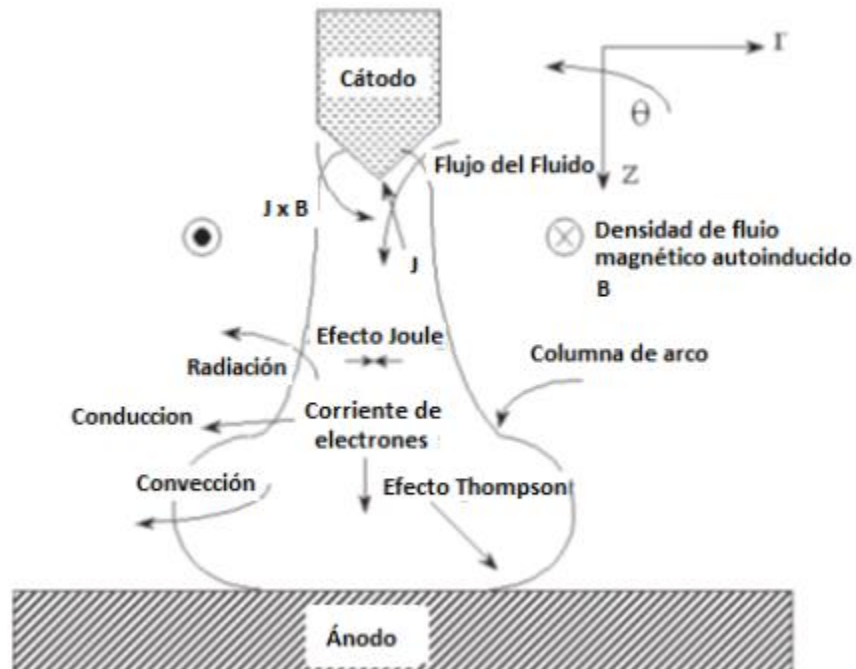 Cátodo
r
θ
Z
Flujo del Fluido
J x B
J
Densidad de fluio
magnético autoinducido
B
Efecto Joule
Radiación
Columna de arco
Conduccion
Corriente de
electrones
Convección
Efecto Thompson
Ánodo